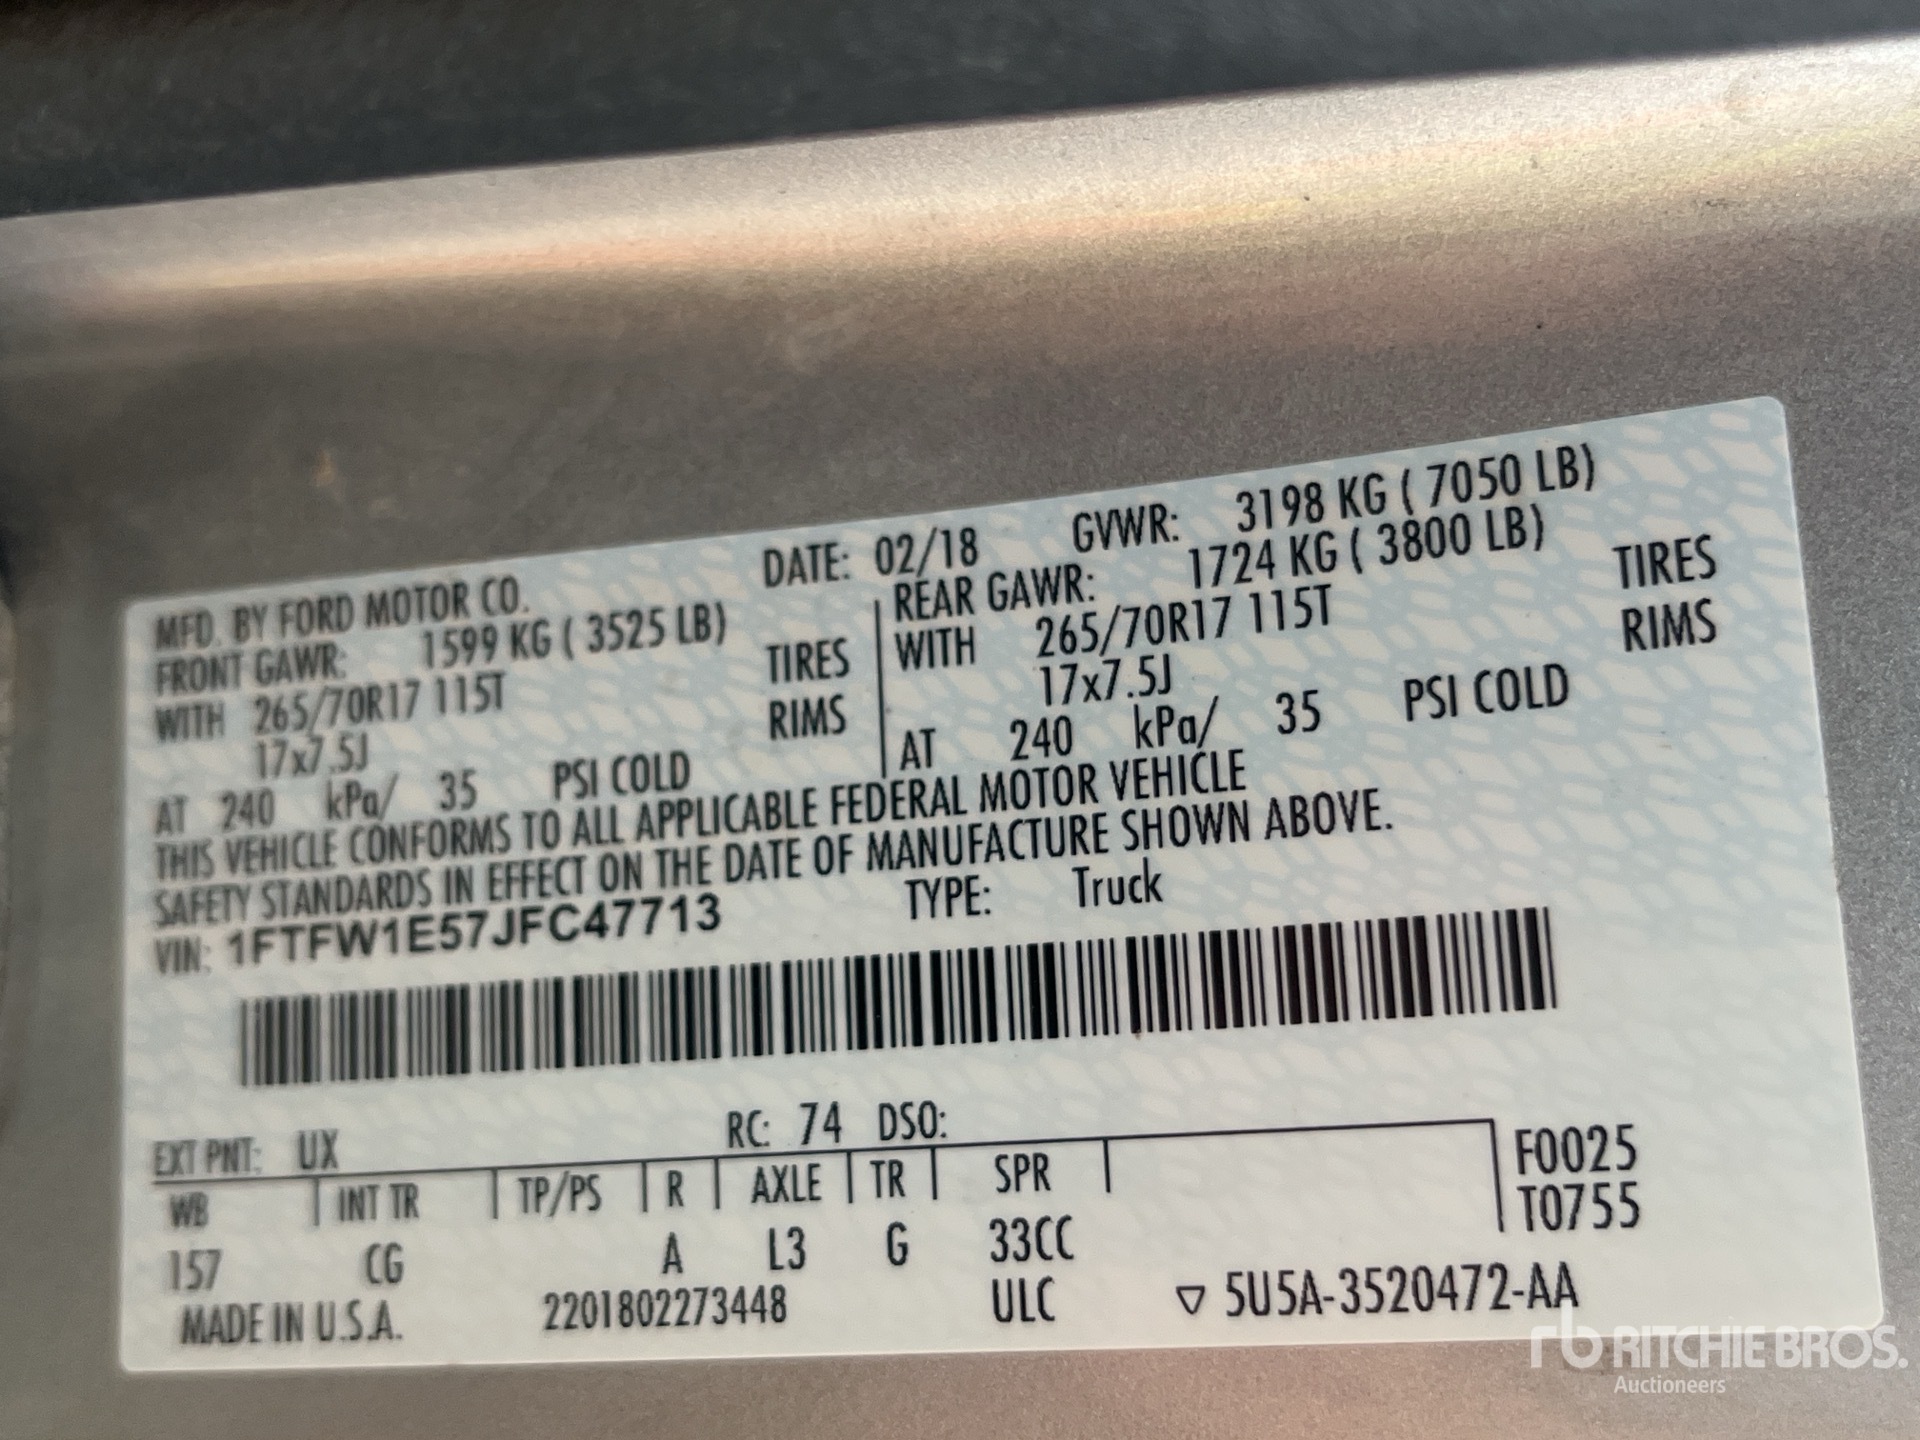 MFD. BY FORD MOTOR CO. DATE: 02/18 GVWR: 3198 KG ( 7050 LB)
FRONT GAWR: 1599 KG ( 3525 LB) REAR GAWR: 1724 KG ( 3800 LB)
WITH 265/70R17 115T TIRES WITH 265/70R17 115T TIRES
17x7.5J RIMS 17x7.5J RIMS
AT 240 kPa/ 35 PSI COLD AT 240 kPa/ 35 PSI COLD
THIS VEHICLE CONFORMS TO ALL APPLICABLE FEDERAL MOTOR VEHICLE
SAFETY STANDARDS IN EFFECT ON THE DATE OF MANUFACTURE SHOWN ABOVE.
VIN: 1FTFW1E57JFC47713 TYPE: Truck
EXT PNT: UX RC: 74 DSO:
WB INT TR TP/PS R AXLE TR SPR F0025
157 CG A L3 G 33CC T0755
MADE IN U.S.A. 2201802273448 ULC ▽ 5U5A-3520472-AA
rb RITCHIE BROS.
Auctioneers